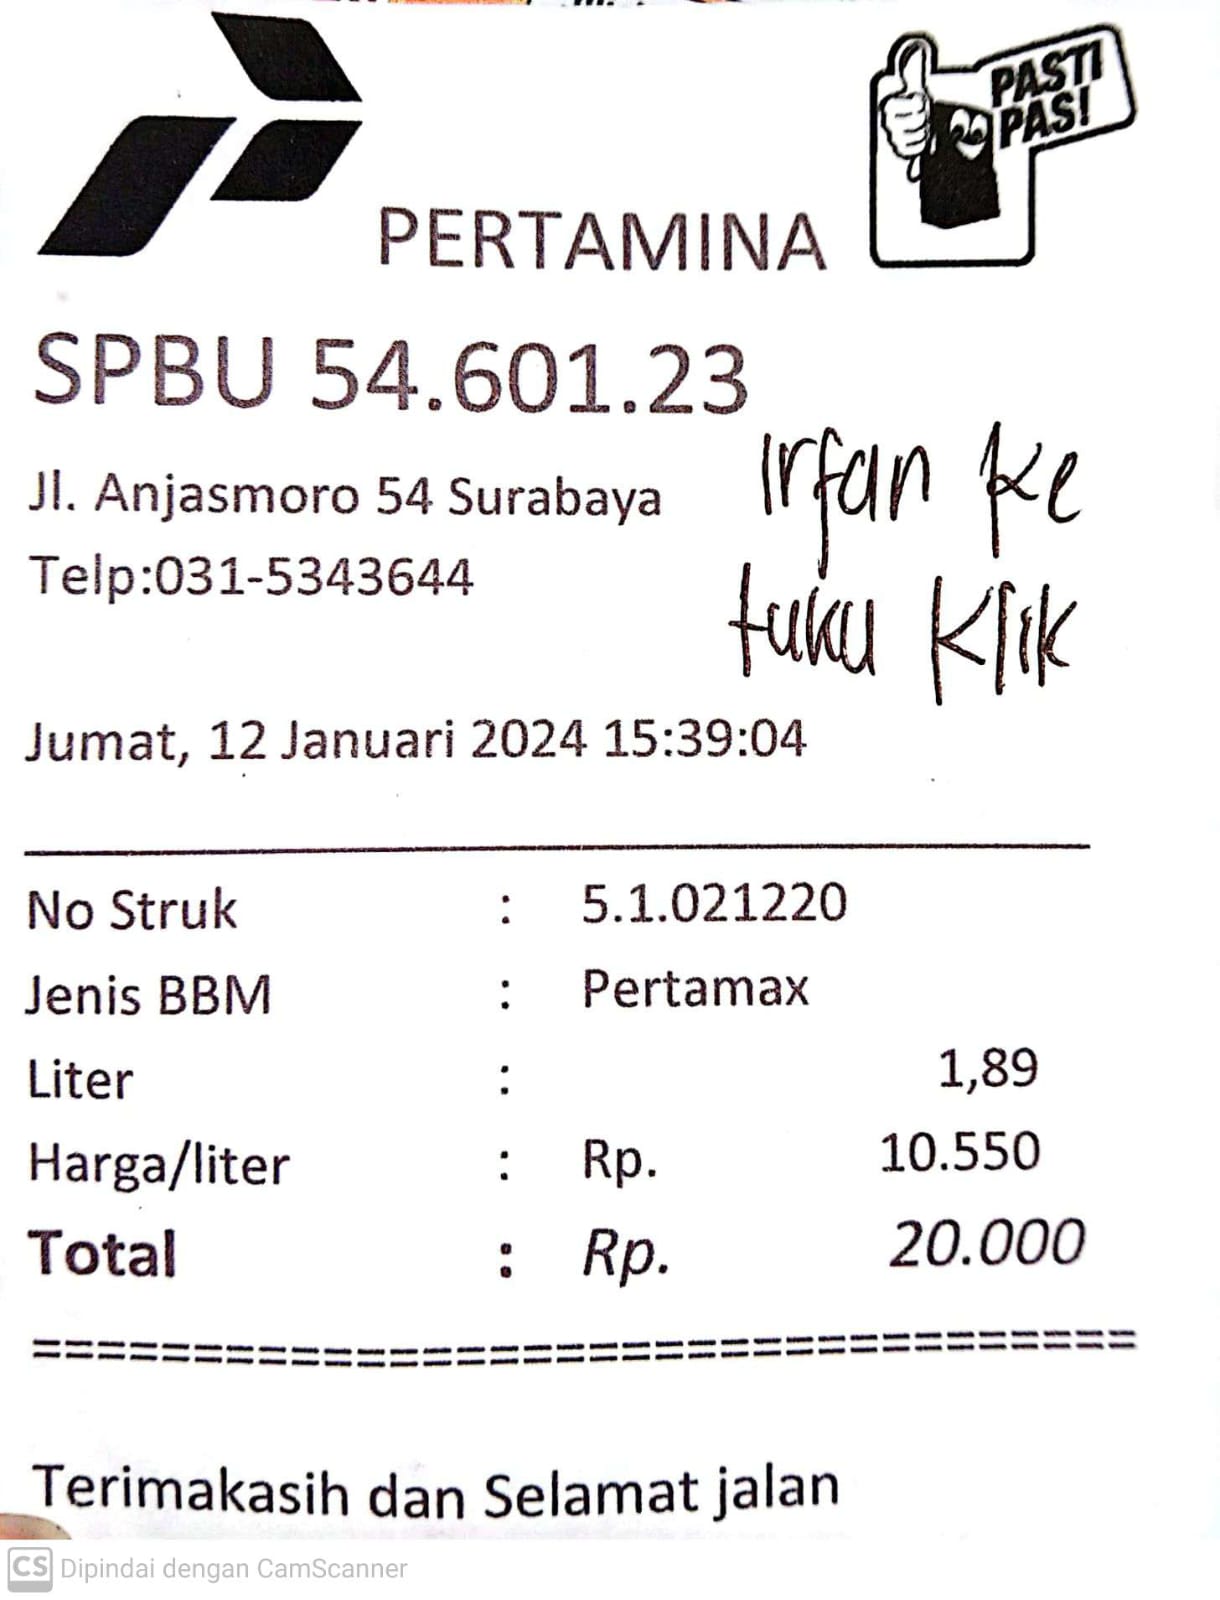 PASTI
PAS!
PERTAMINA
SPBU 54.601.23
Jl. Anjasmoro 54 Surabaya
Telp:031-5343644
Irfan ke
tuku Klik
Jumat, 12 Januari 2024 15:39:04
No Struk : 5.1.021220
Jenis BBM : Pertamax
Liter : 1,89
Harga/liter : Rp. 10.550
Total : Rp. 20.000
===================================
Terimakasih dan Selamat jalan
CS Dipindai dengan CamScanner